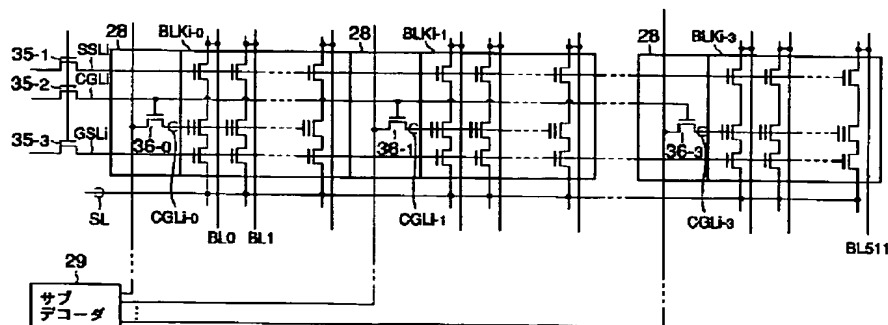 28
BLKi-0
28
BLKi-1
28
BLKi-3
35-1
SSLi
35-2
CGLi
35-3
GSLi
36-0
36-1
36-3
SL
CGLi-0
BL0
BL1
CGLi-1
CGLi-3
BL511
29
サブ
デコーダ